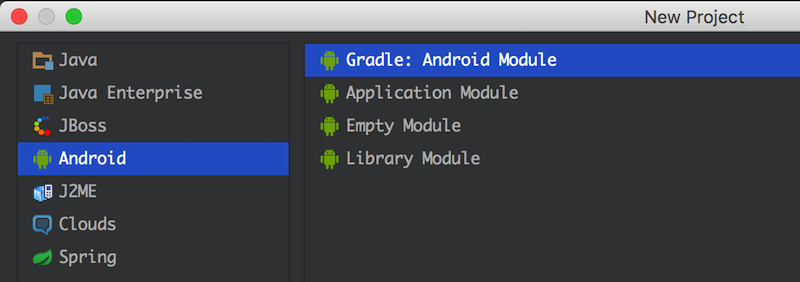 New Project
Java
Java Enterprise
JBoss
Android
J2ME
Clouds
Spring
Gradle: Android Module
Application Module
Empty Module
Library Module